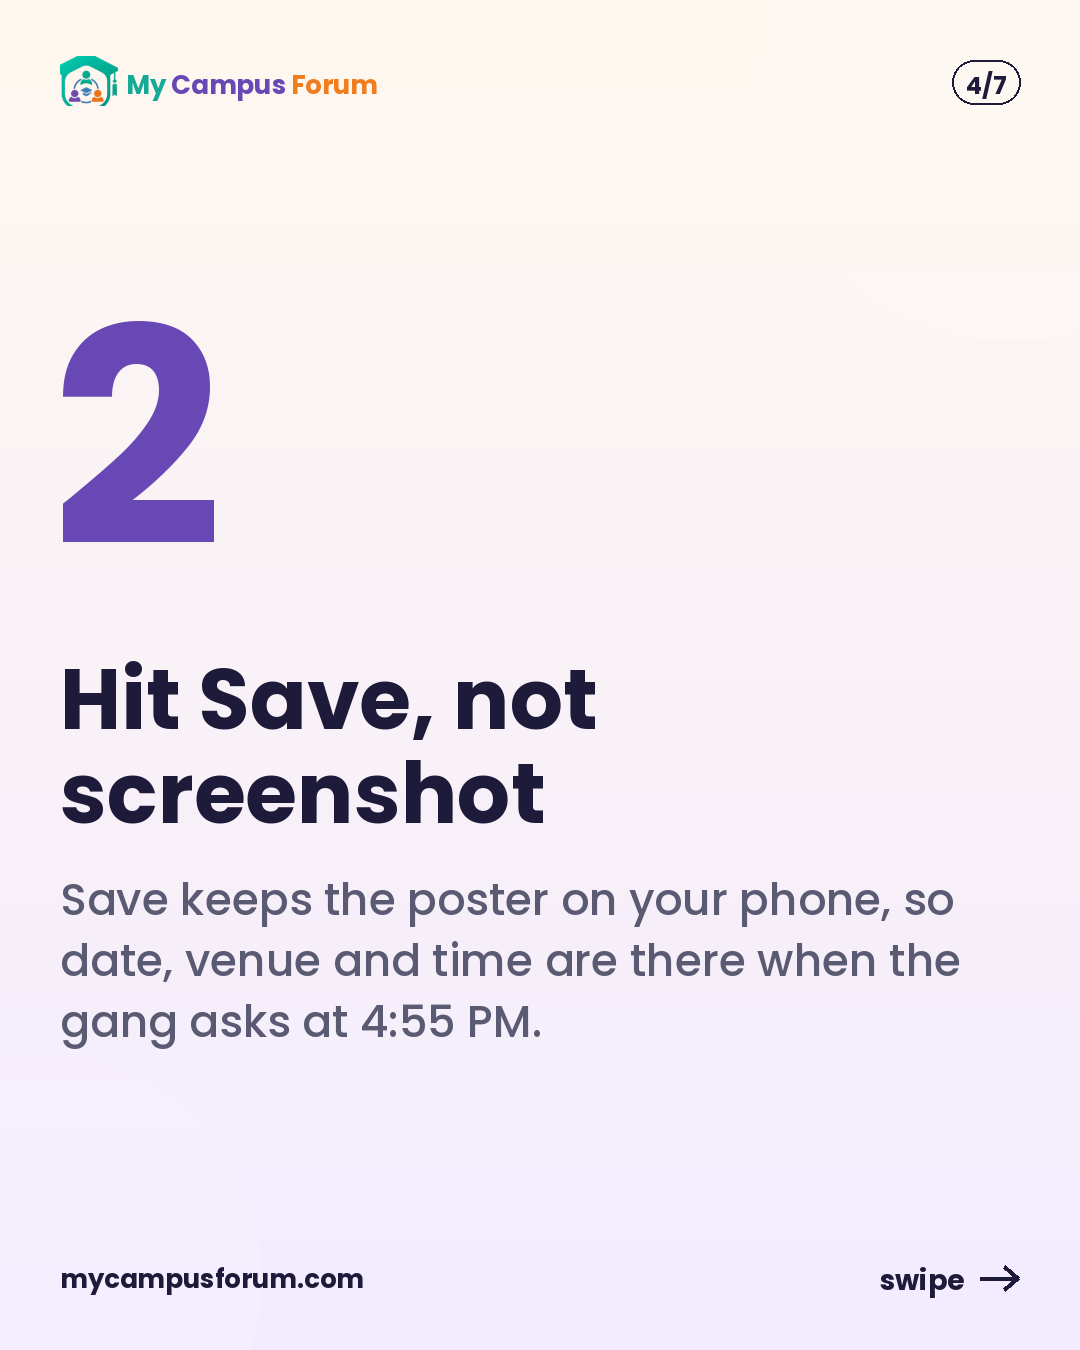 My Campus Forum
4/7
2
Hit Save, not
screenshot
Save keeps the poster on your phone, so
date, venue and time are there when the
gang asks at 4:55 PM.
mycampusforum.com
swipe →